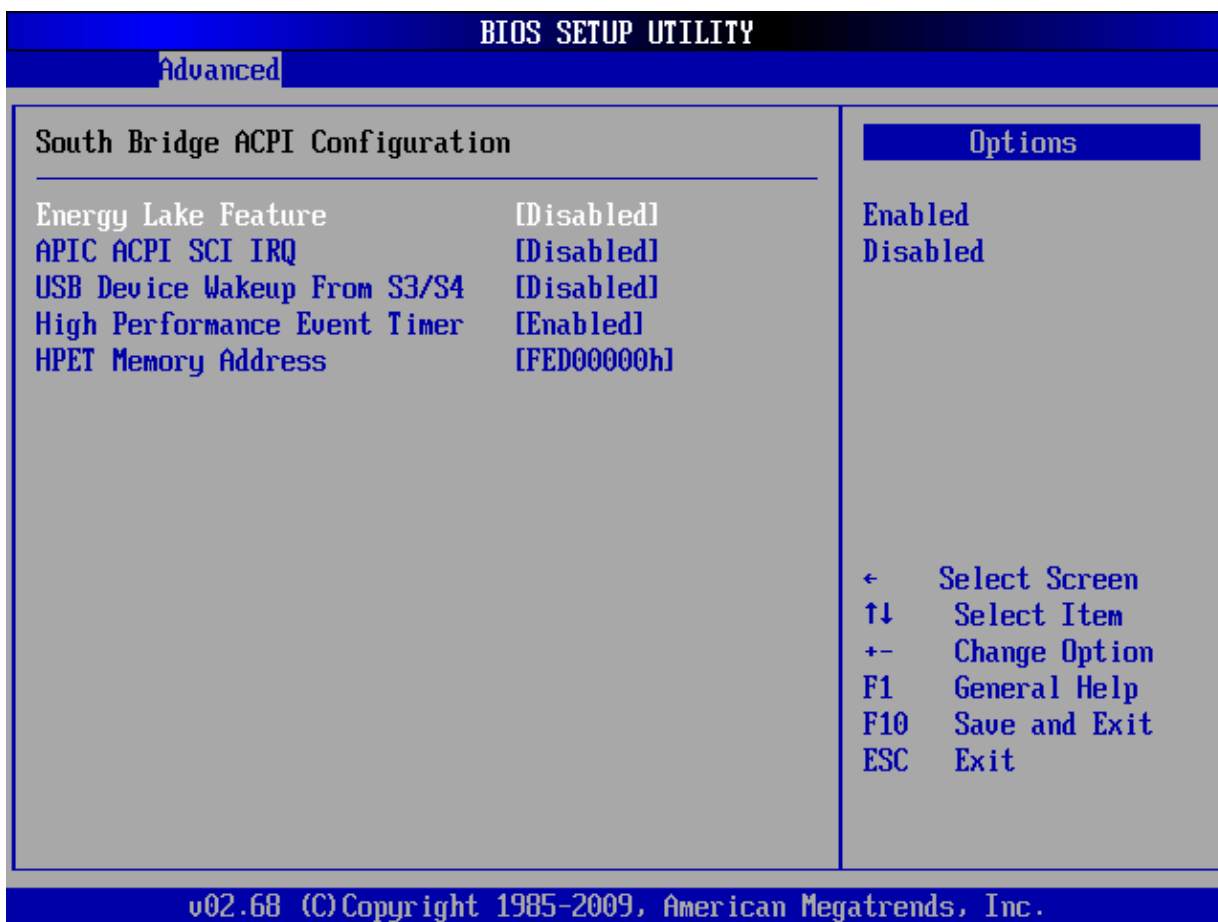 BIOS SETUP UTILITY
Advanced
South Bridge ACPI Configuration
Energy Lake Feature [Disabled]
APIC ACPI SCI IRQ [Disabled]
USB Device Wakeup From S3/S4 [Disabled]
High Performance Event Timer [Enabled]
HPET Memory Address [FED00000h]
Options
Enabled
Disabled
← Select Screen
↑↓ Select Item
+- Change Option
F1 General Help
F10 Save and Exit
ESC Exit
v02.68 (C)Copyright 1985-2009, American Megatrends, Inc.